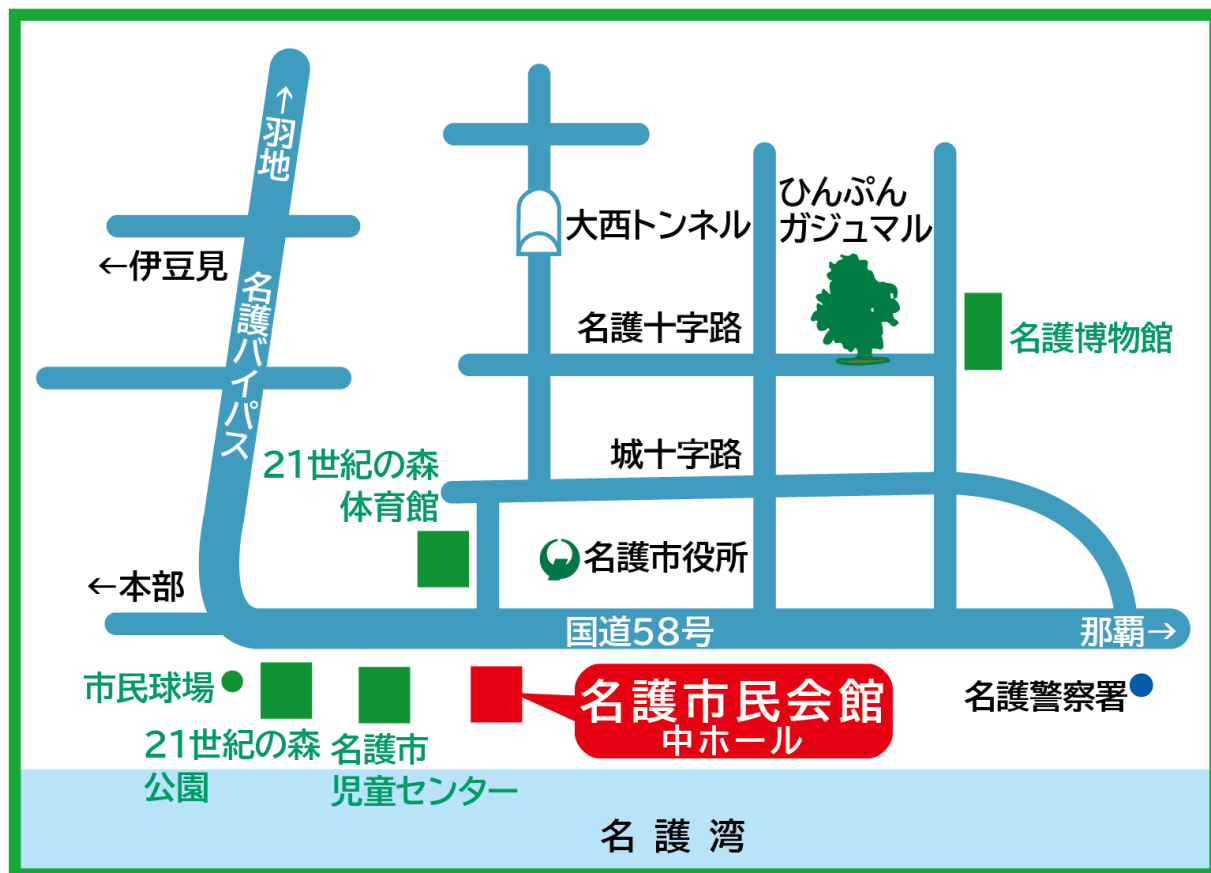 ↑羽地
ひんぷん
ガジュマル
大西トンネル
←伊豆見
名護バイパス
名護十字路
名護博物館
城十字路
21世紀の森
体育館
名護市役所
←本部
国道58号
那覇→
市民球場
名護市民会館
中ホール
名護警察署
21世紀の森
公園
名護市
児童センター
名護湾